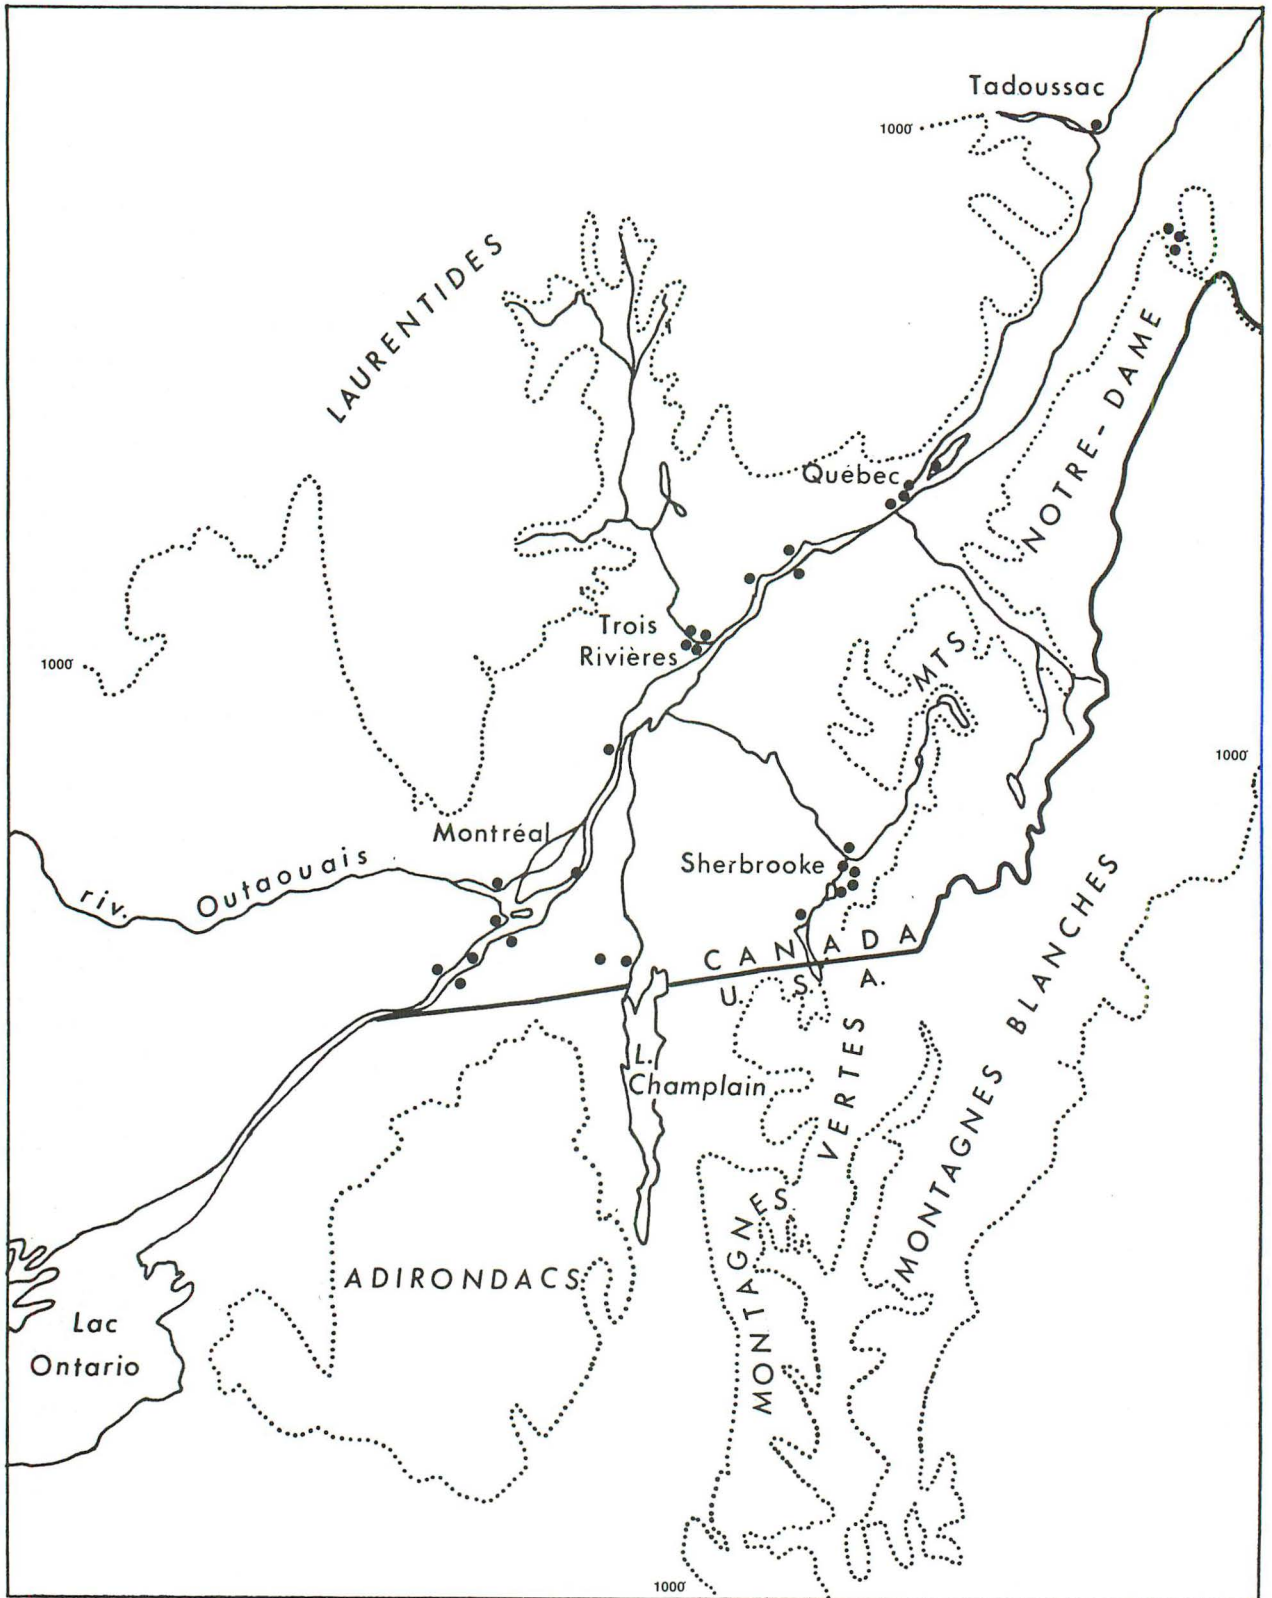 Tadoussac
1000'
LAURENTIDES
NOTRE-DAME
Québec
Trois
Rivières
MTS
1000'
1000'
Montréal
Sherbrooke
riv. Outaouais
CANADA
U. S. A.
MONTAGNES BLANCHES
L.
Champlain
MONTAGNES VERTES
ADIRONDACS
Lac
Ontario
1000'